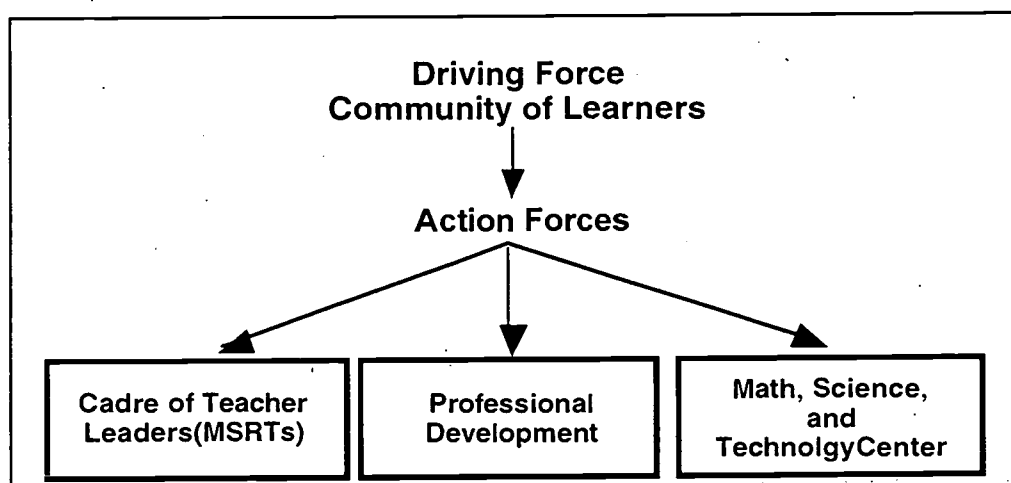 Driving Force
Community of Learners
Action Forces
Cadre of Teacher
Leaders(MSRTs)
Professional
Development
Math, Science,
and
TechnolgyCenter